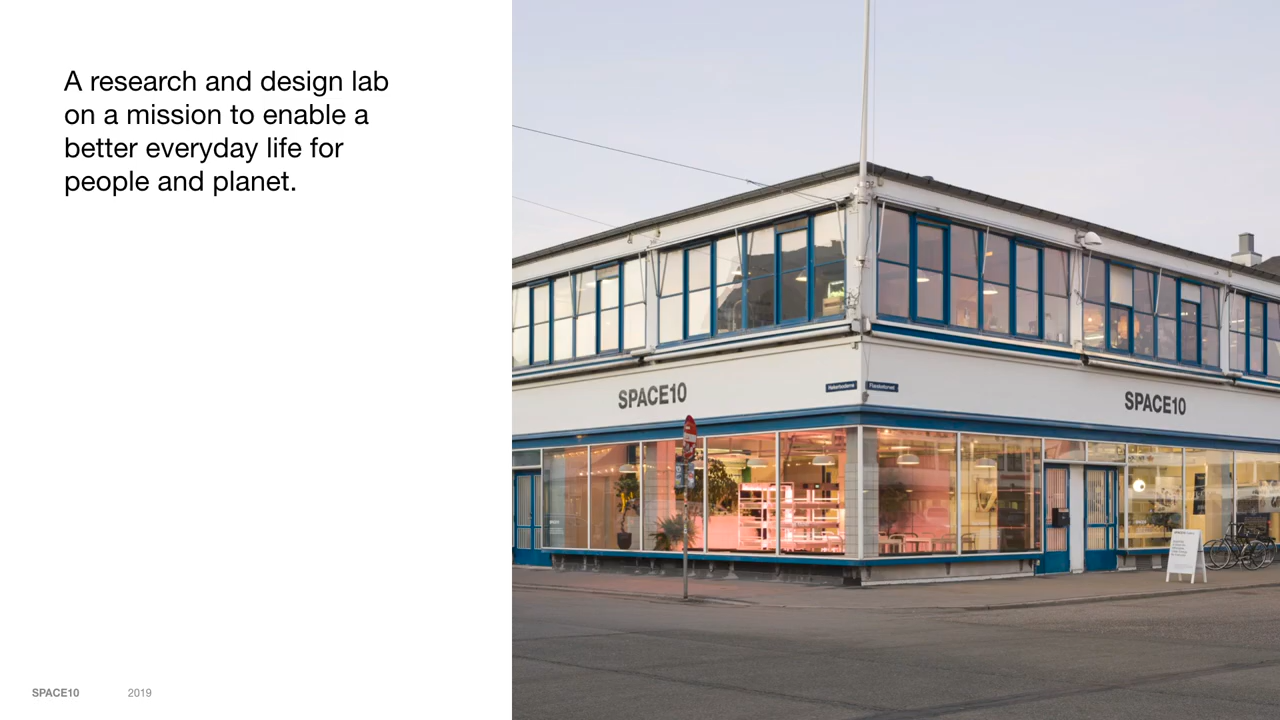 A research and design lab
on a mission to enable a
better everyday life for
people and planet.
SPACE10
Flæsketorvet
SPACE10
SPACE10 2019